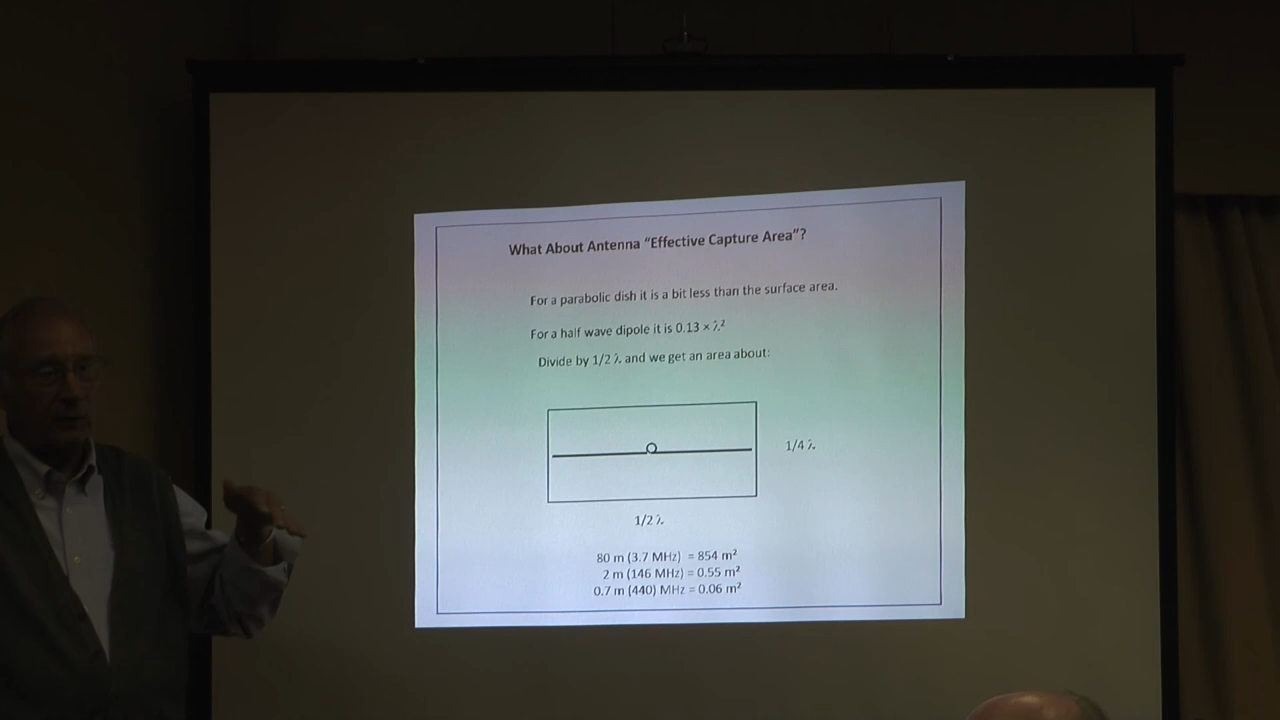 What About Antenna “Effective Capture Area”?
For a parabolic dish it is a bit less than the surface area.
For a half wave dipole it is 0.13 × λ²
Divide by 1/2 λ and we get an area about:
1/4 λ
1/2 λ
80 m (3.7 MHz) = 854 m²
2 m (146 MHz) = 0.55 m²
0.7 m (440) MHz = 0.06 m²